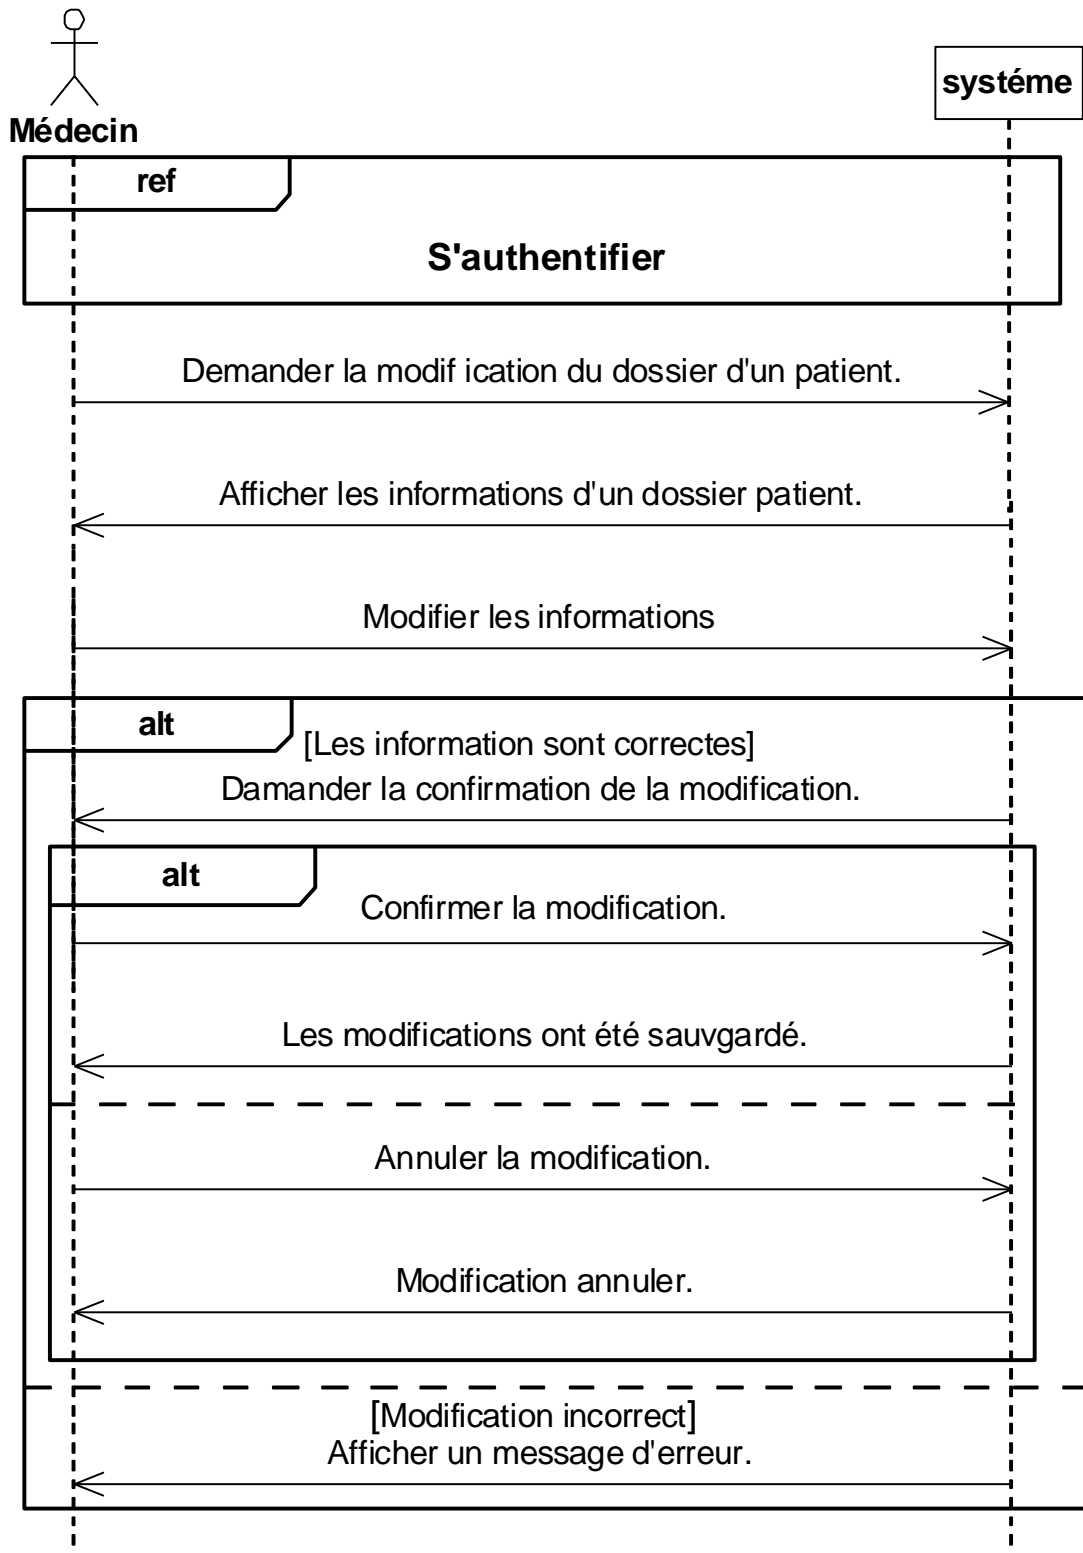 Médecin
systéme
ref
S'authentifier
Demander la modif ication du dossier d'un patient.
Afficher les informations d'un dossier patient.
Modifier les informations
alt
[Les information sont correctes]
Damander la confirmation de la modification.
alt
Confirmer la modification.
Les modifications ont été sauvgardé.
Annuler la modification.
Modification annuler.
[Modification incorrect]
Afficher un message d'erreur.